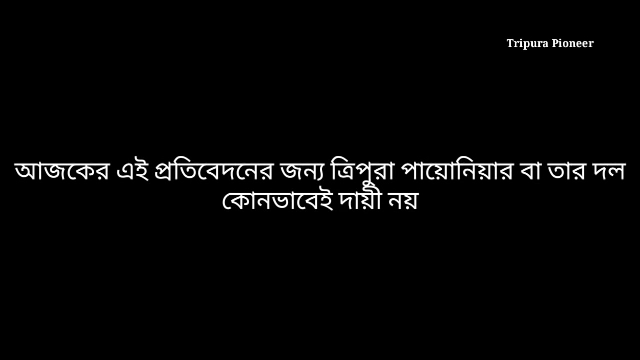 Tripura Pioneer
আজকের এই প্রতিবেদনের জন্য ত্রিপুরা পায়োনিয়ার বা তার দল
কোনভাবেই দায়ী নয়